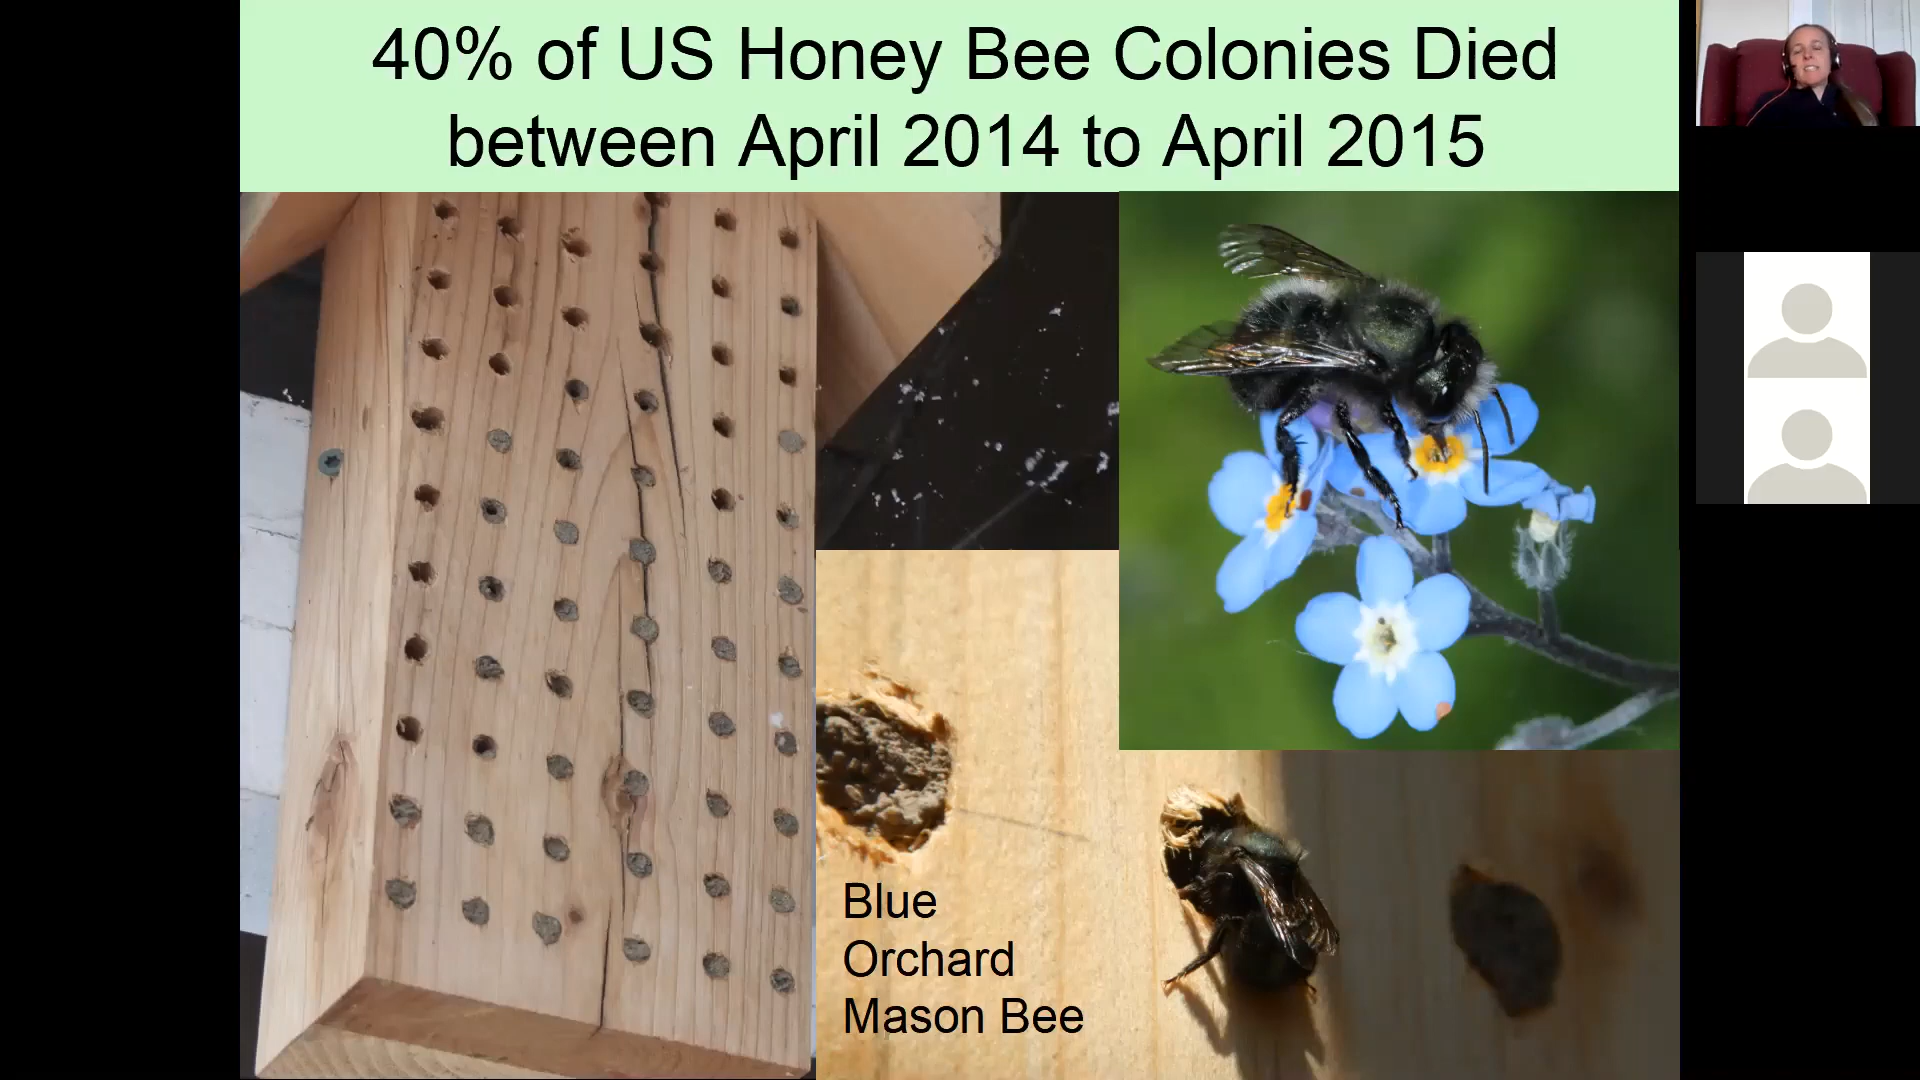 40% of US Honey Bee Colonies Died
between April 2014 to April 2015
Blue
Orchard
Mason Bee